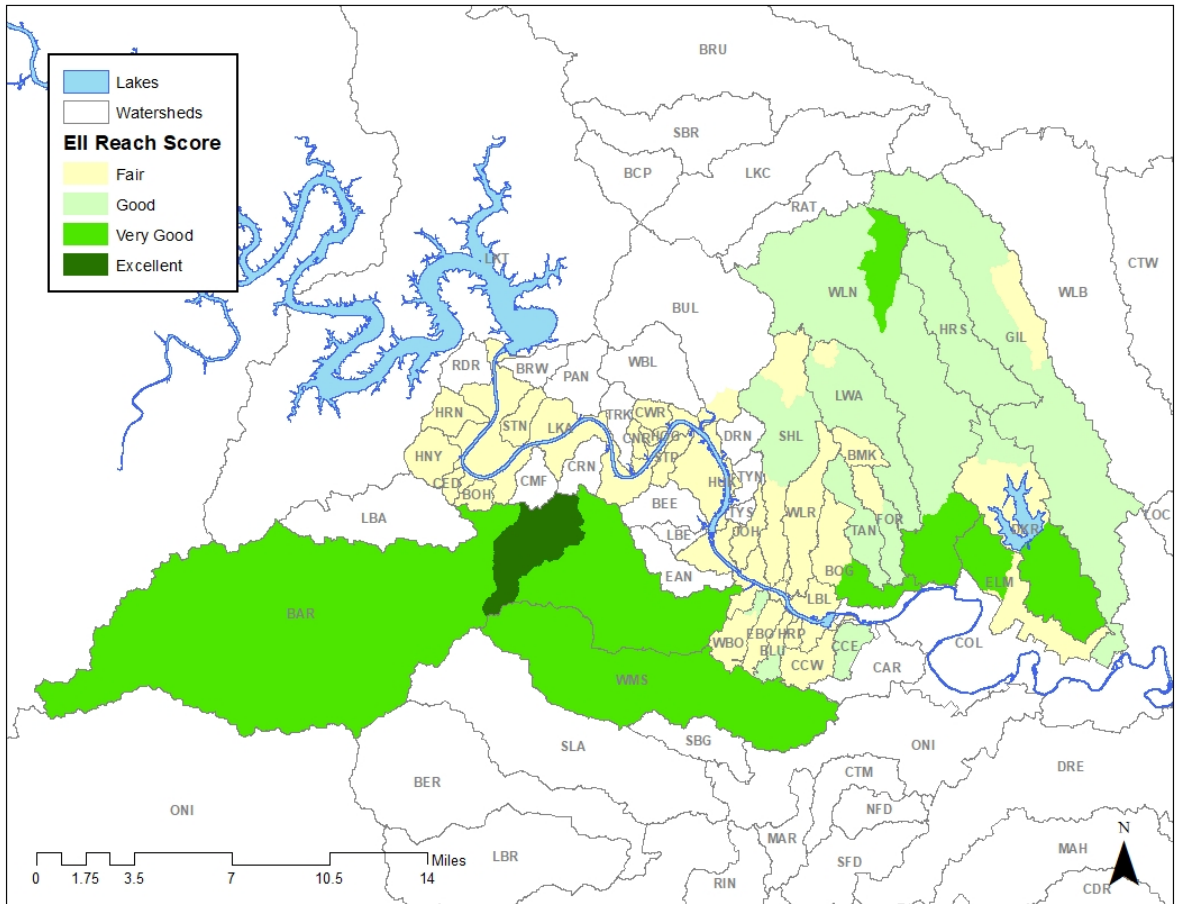 BRU
Lakes
Watersheds
EII Reach Score
Fair
Good
Very Good
Excellent
SBR
BCP
LKC
RAT
LKT
CTW
WLN
WLB
BUL
HRS
GIL
RDR
BRW
PAN
WBL
LWA
HRN
STN
LKA
TRK
CWR
CNR
DRN
SHL
HNY
STP
BMK
CED
BOH
CMF
CRN
HUK
TYN
BEE
TYS
WLR
LBA
LBE
JOH
TAN
FOR
DKR
LOC
EAN
BOG
ELM
BAR
LBL
WBO
EBO
HRP
BLU
CCE
COL
CCW
CAR
WMS
SLA
SBG
ONI
BER
CTM
DRE
ONI
NFD
MAR
LBR
SFD
MAH
RIN
CDR
N
Miles
0 1.75 3.5 7 10.5 14